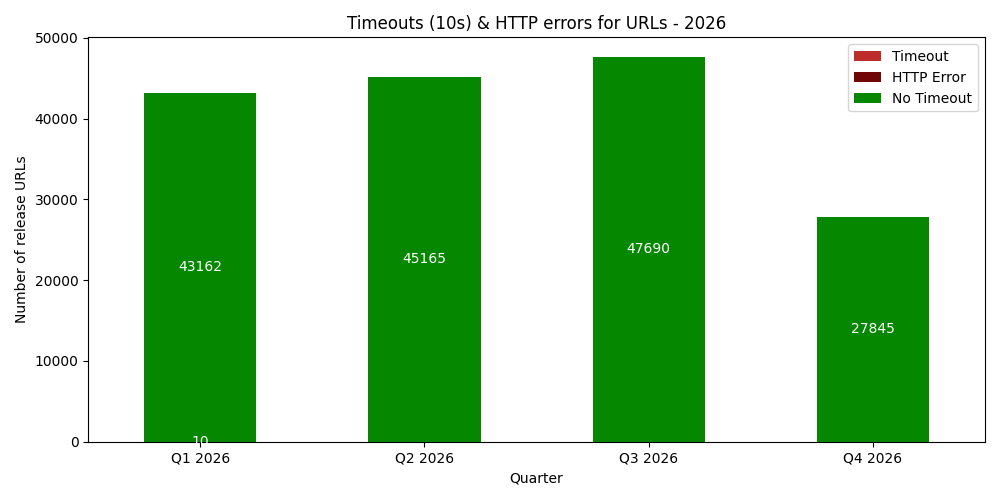 Timeouts (10s) & HTTP errors for URLs - 2026
50000
40000
30000
20000
10000
0
Number of release URLs
Timeout
HTTP Error
No Timeout
43162
45165
47690
27845
10
Q1 2026
Q2 2026
Q3 2026
Q4 2026
Quarter